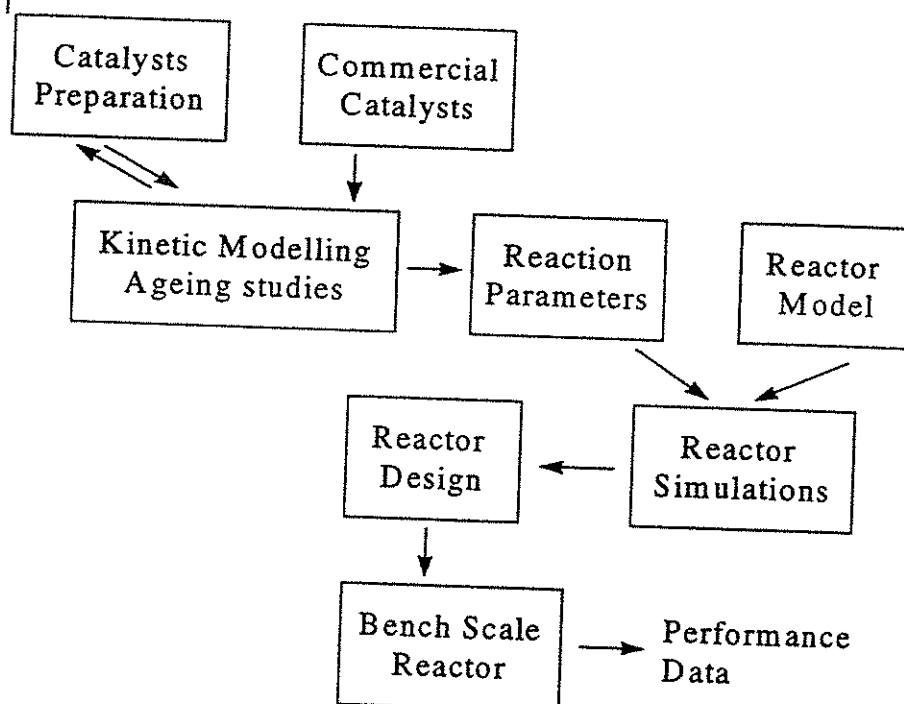 Catalysts
Preparation
Commercial
Catalysts
Kinetic Modelling
Ageing studies
Reaction
Parameters
Reactor
Model
Reactor
Design
Reactor
Simulations
Bench Scale
Reactor
Performance
Data